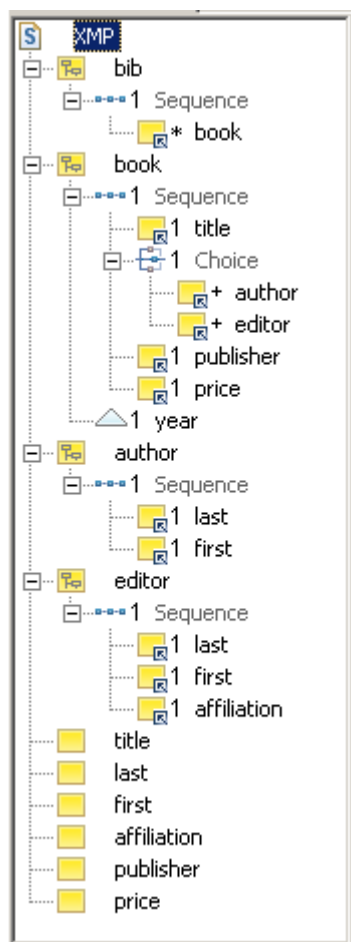 S XMP
bib
1 Sequence
* book
book
1 Sequence
1 title
1 Choice
+ author
+ editor
1 publisher
1 price
1 year
author
1 Sequence
1 last
1 first
editor
1 Sequence
1 last
1 first
1 affiliation
title
last
first
affiliation
publisher
price